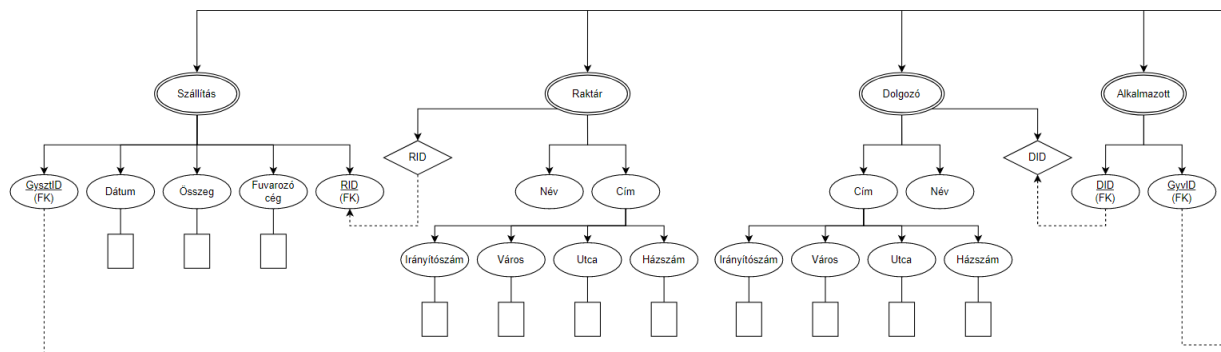 Szállítás
Raktár
Dolgozó
Alkalmazott
RID
DID
GysztID
(FK)
Dátum
Összeg
Fuvarozó
cég
RID
(FK)
Név
Cím
Cím
Név
DID
(FK)
GyvID
(FK)
Irányítószám
Város
Utca
Házszám
Irányítószám
Város
Utca
Házszám